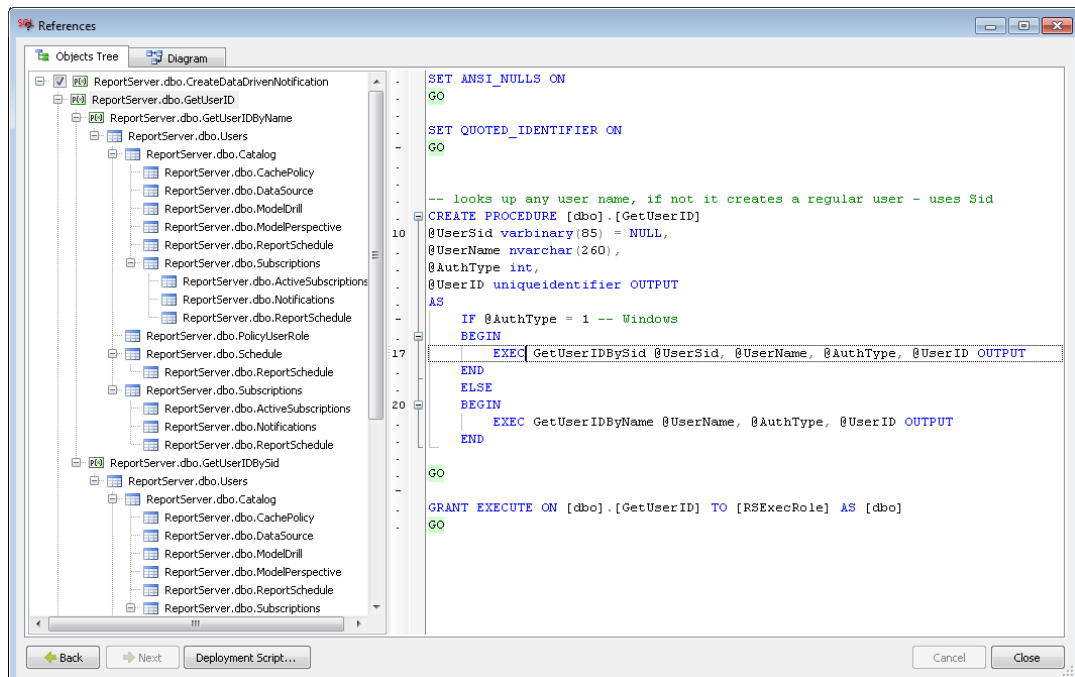 References
Objects Tree
Diagram
ReportServer.dbo.CreateDataDrivenNotification
ReportServer.dbo.GetUserID
ReportServer.dbo.GetUserIDByName
ReportServer.dbo.Users
ReportServer.dbo.Catalog
ReportServer.dbo.CachePolicy
ReportServer.dbo.DataSource
ReportServer.dbo.ModelDrill
ReportServer.dbo.ModelPerspective
ReportServer.dbo.ReportSchedule
ReportServer.dbo.Subscriptions
ReportServer.dbo.ActiveSubscriptions
ReportServer.dbo.Notifications
ReportServer.dbo.ReportSchedule
ReportServer.dbo.PolicyUserRole
ReportServer.dbo.Schedule
ReportServer.dbo.ReportSchedule
ReportServer.dbo.Subscriptions
ReportServer.dbo.ActiveSubscriptions
ReportServer.dbo.Notifications
ReportServer.dbo.ReportSchedule
ReportServer.dbo.GetUserIDBySid
ReportServer.dbo.Users
ReportServer.dbo.Catalog
ReportServer.dbo.CachePolicy
ReportServer.dbo.DataSource
ReportServer.dbo.ModelDrill
ReportServer.dbo.ModelPerspective
ReportServer.dbo.ReportSchedule
ReportServer.dbo.Subscriptions
SET ANSI_NULLS ON
GO
SET QUOTED_IDENTIFIER ON
GO
-- looks up any user name, if not it creates a regular user - uses Sid
CREATE PROCEDURE [dbo].[GetUserID]
10 @UserSid varbinary(85) = NULL,
@UserName nvarchar(260),
@AuthType int,
@UserID uniqueidentifier OUTPUT
AS
IF @AuthType = 1 -- Windows
BEGIN
17 EXEC GetUserIDBySid @UserSid, @UserName, @AuthType, @UserID OUTPUT
END
ELSE
20 BEGIN
EXEC GetUserIDByName @UserName, @AuthType, @UserID OUTPUT
END
GO
GRANT EXECUTE ON [dbo].[GetUserID] TO [RSExecRole] AS [dbo]
GO
Back
Next
Deployment Script...
Cancel
Close